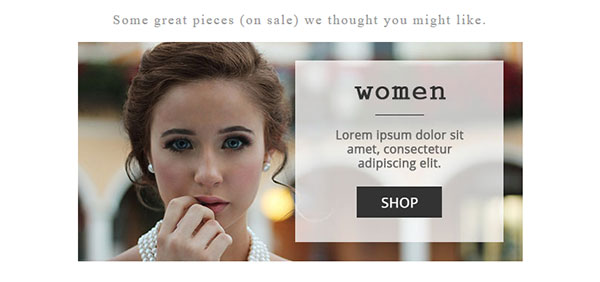 Some great pieces (on sale) we thought you might like.
women
Lorem ipsum dolor sit
amet, consectetur
adipiscing elit.
SHOP